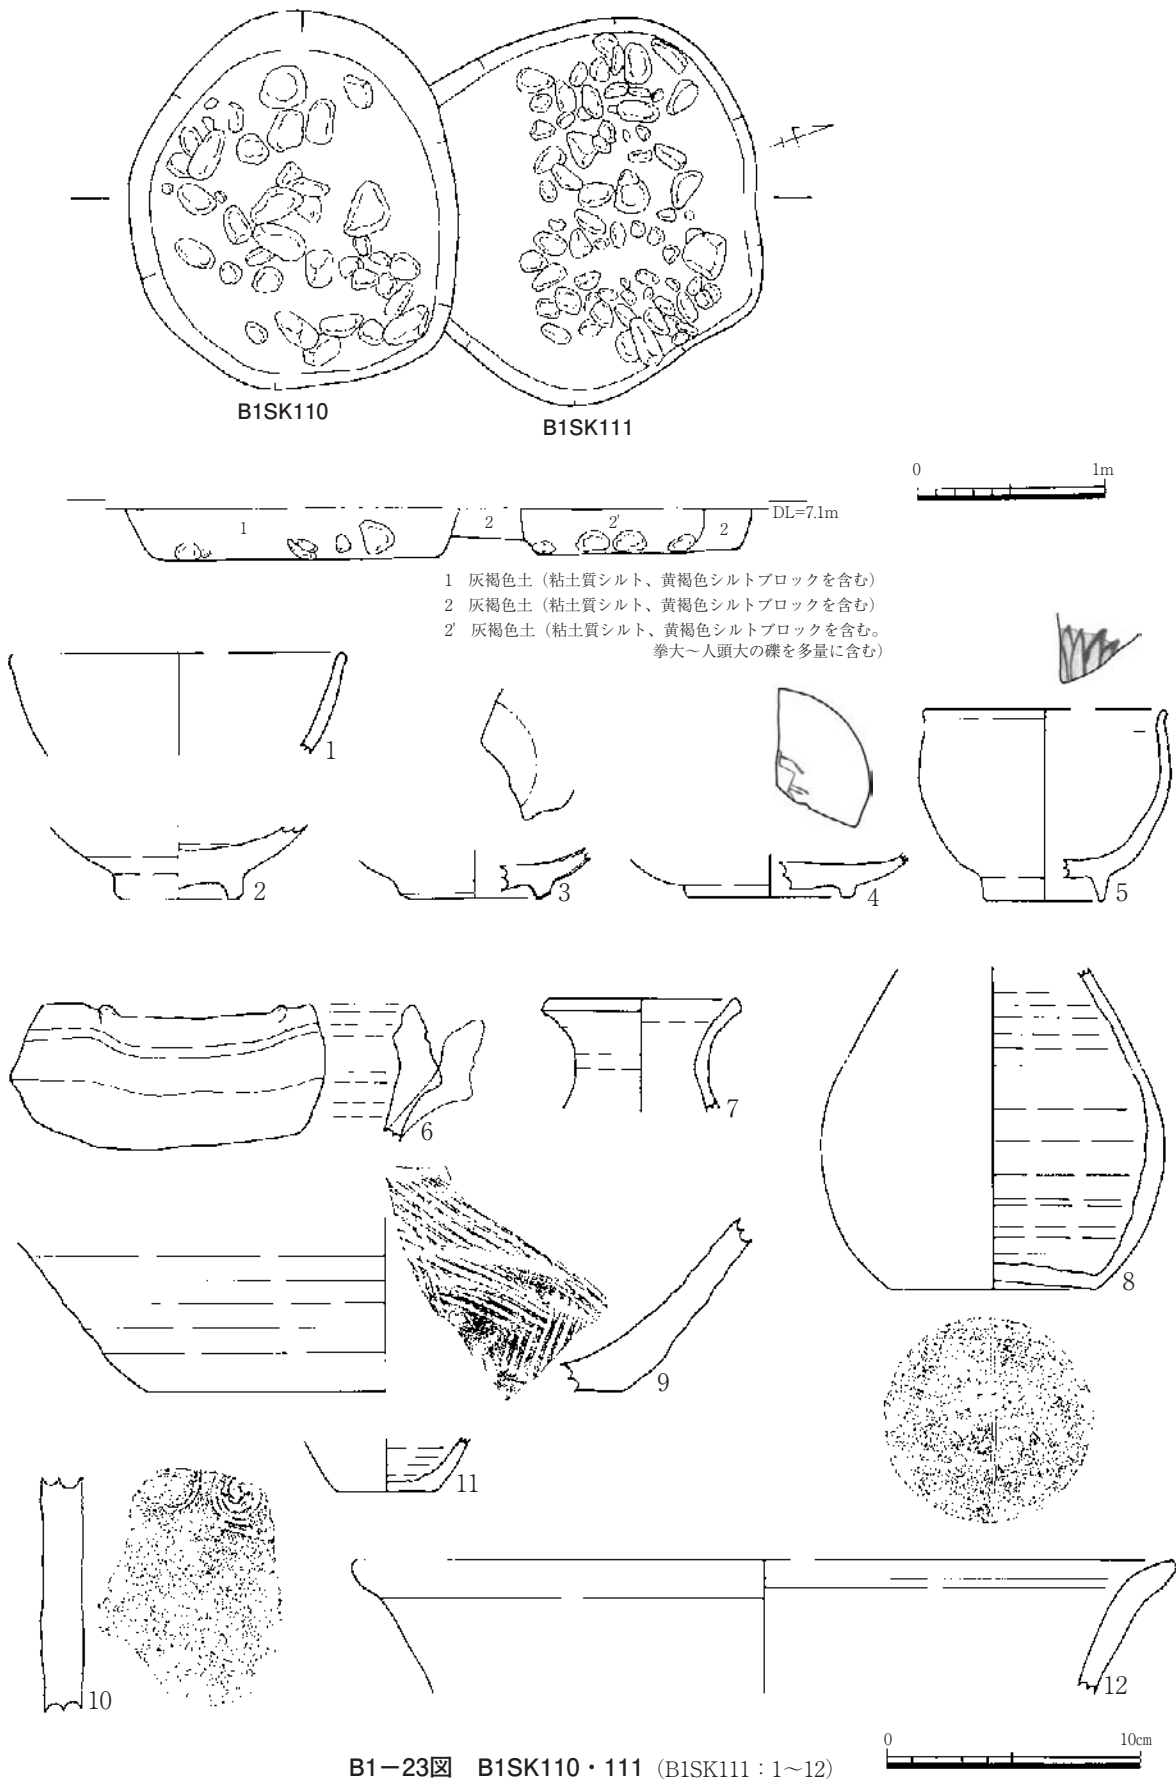 B1SK110
B1SK111
0 1m
1 2 2' 2 DL=7.1m
1 灰褐色土（粘土質シルト、黄褐色シルトブロックを含む）
2 灰褐色土（粘土質シルト、黄褐色シルトブロックを含む）
2' 灰褐色土（粘土質シルト、黄褐色シルトブロックを含む。
拳大～人頭大の礫を多量に含む）
1
2 3 4 5
6 7
8
9
11
10
12
0 10cm
B1－23図 B1SK110・111（B1SK111：1～12）